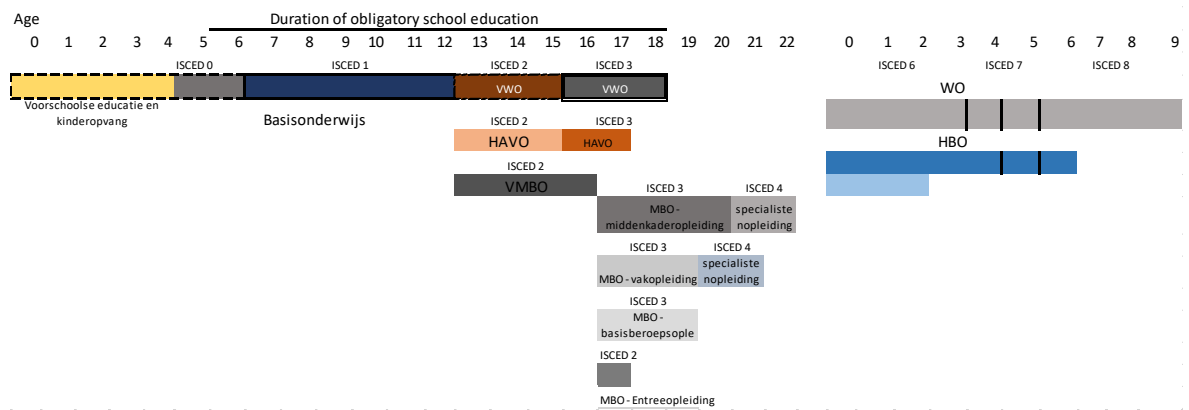 Age
Duration of obligatory school education
0 1 2 3 4 5 6 7 8 9 10 11 12 13 14 15 16 17 18 19 20 21 22
0 1 2 3 4 5 6 7 8 9
ISCED 0
ISCED 1
ISCED 2
ISCED 3
ISCED 6
ISCED 7
ISCED 8
VWO
VWO
WO
Voorschoolse educatie en
kinderopvang
Basisonderwijs
ISCED 2
ISCED 3
HAVO
HAVO
HBO
ISCED 2
VMBO
ISCED 3
ISCED 4
MBO -
middenkaderopleiding
specialiste
nopleiding
ISCED 3
ISCED 4
MBO - vakopleiding
specialiste
nopleiding
ISCED 3
MBO -
basisberoepsople
ISCED 2
MBO - Entreeopleiding